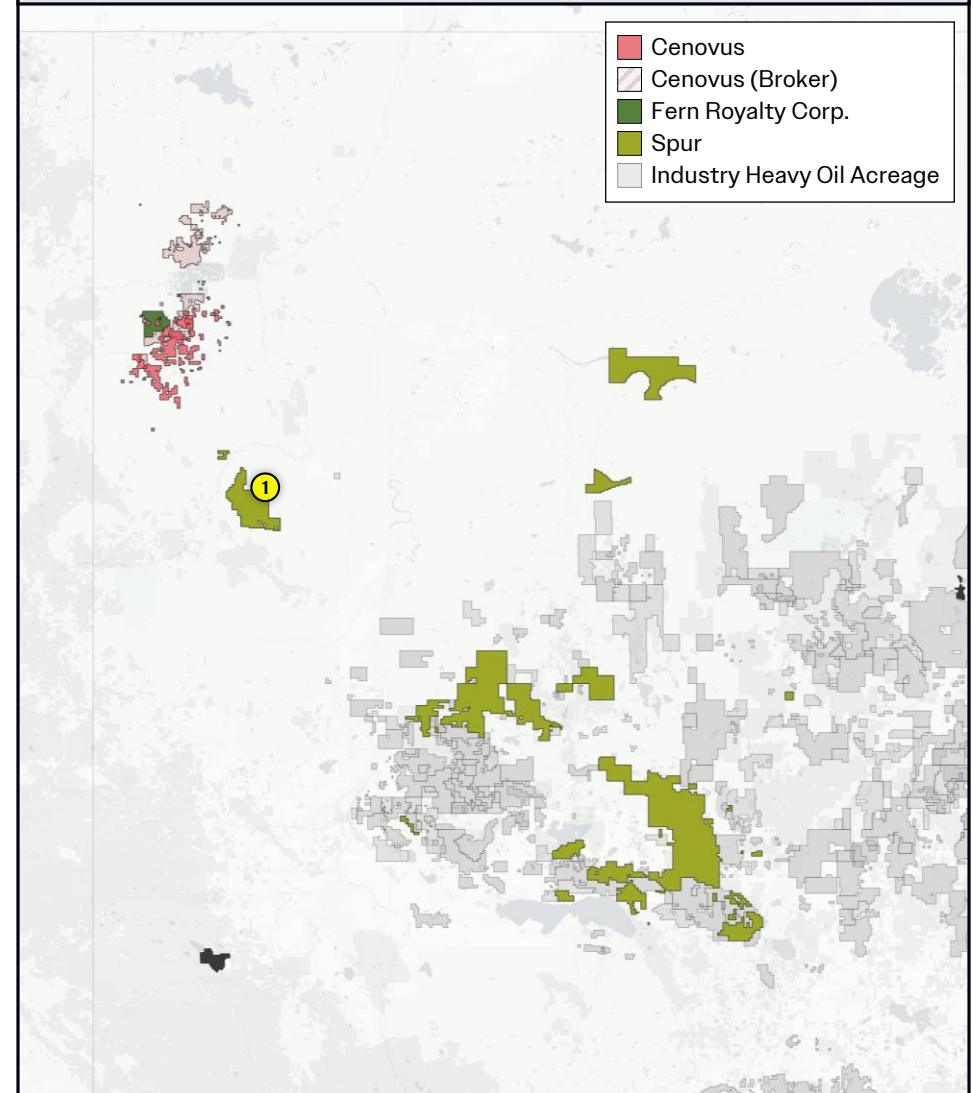 Cenovus
Cenovus (Broker)
Fern Royalty Corp.
Spur
Industry Heavy Oil Acreage
1